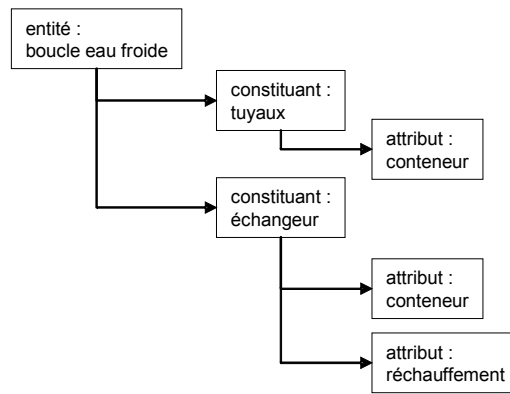 entité :
boucle eau froide
constituant :
tuyaux
attribut :
conteneur
constituant :
échangeur
attribut :
conteneur
attribut :
réchauffement